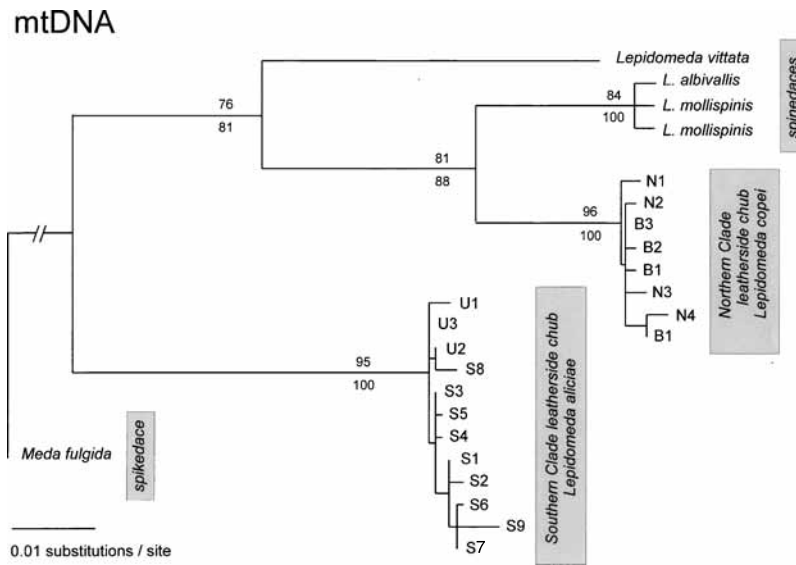 mtDNA
Lepidomeda vittata
L. albivallis
L. mollispinis
L. mollispinis
spinedaces
76
81
84
100
81
88
96
100
N1
N2
B3
B2
B1
N3
N4
B1
Northern Clade
leatherside chub
Lepidomeda copei
95
100
U1
U3
U2
S8
S3
S5
S4
S1
S2
S6
S9
S7
Southern Clade leatherside chub
Lepidomeda aliciae
Meda fulgida
spikedace
0.01 substitutions / site